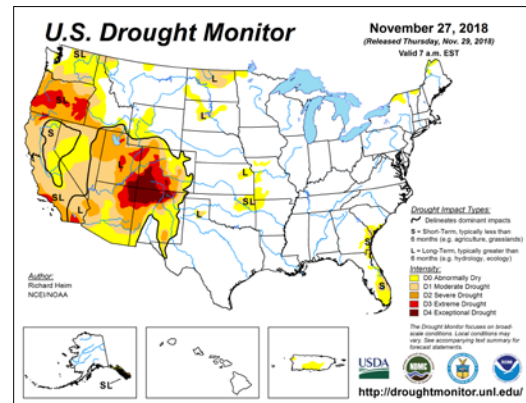 U.S. Drought Monitor
November 27, 2018
(Released Thursday, Nov. 29, 2018)
Valid 7 a.m. EST
SL
L
SL
L
S
S
L
L
SL
SL
L
L
S
S
Drought Impact Types:
Delineates dominant impacts
S = Short-Term, typically less than
6 months (e.g. agriculture, grasslands)
L = Long-Term, typically greater than
6 months (e.g. hydrology, ecology)
Intensity:
D0 Abnormally Dry
D1 Moderate Drought
D2 Severe Drought
D3 Extreme Drought
D4 Exceptional Drought
Author:
Richard Heim
NCEI/NOAA
The Drought Monitor focuses on broad-
scale conditions. Local conditions may
vary. See accompanying text summary for
forecast statements.
SL
USDA
NDMC
http://droughtmonitor.unl.edu/